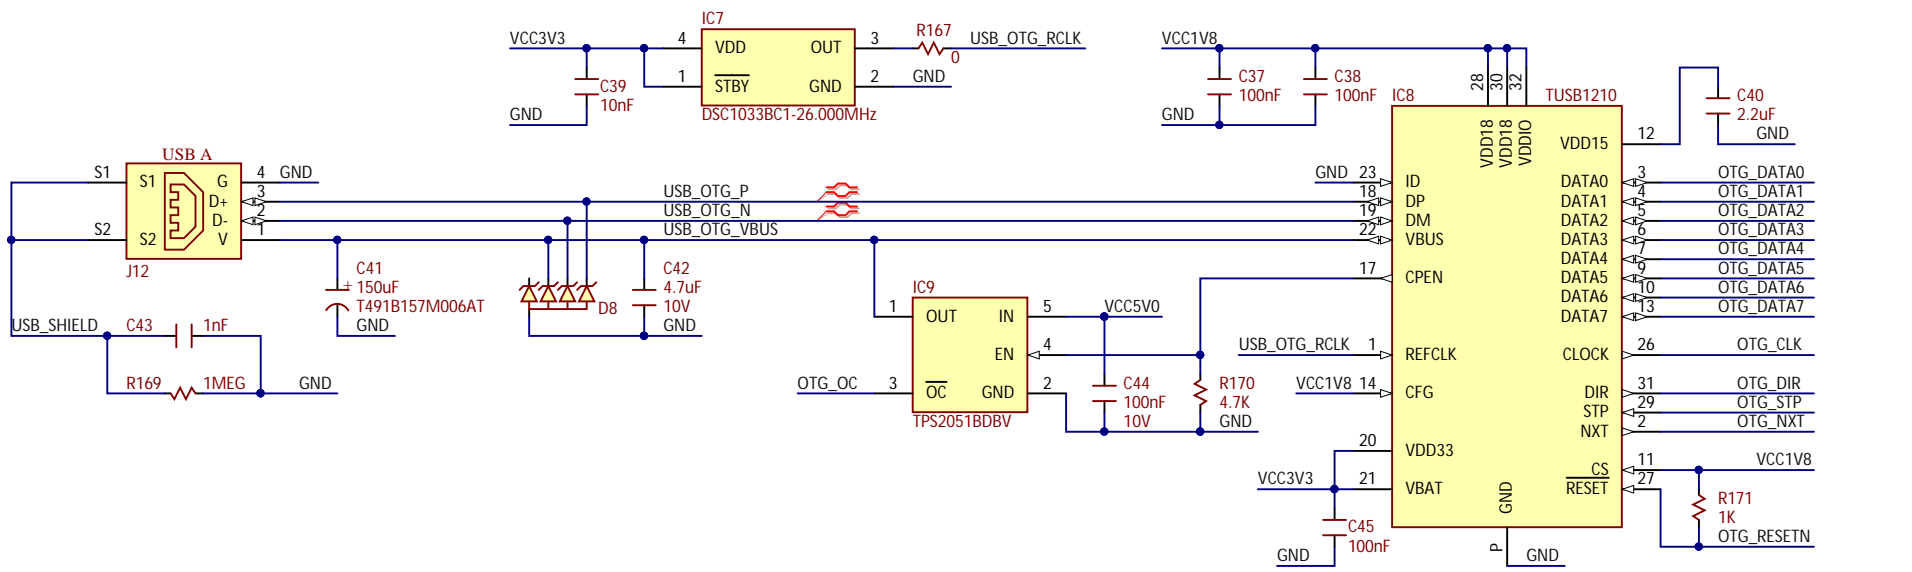 IC7
VCC3V3
4
VDD
OUT
3
R167
0
USB_OTG_RCLK
1
STBY
GND
2
GND
C39
10nF
GND
DSC1033BC1-26.000MHz
VCC1V8
C37
100nF
C38
100nF
GND
28
30
32
IC8
TUSB1210
VDD18
VDD18
VDDIO
VDD15
12
C40
2.2uF
GND
USB A
S1
S1
G
4
GND
D+
3
D-
2
S2
S2
V
1
J12
USB_OTG_P
USB_OTG_N
USB_OTG_VBUS
GND
23
ID
18
DP
19
DM
22
VBUS
17
CPEN
DATA0
3
OTG_DATA0
DATA1
4
OTG_DATA1
DATA2
5
OTG_DATA2
DATA3
6
OTG_DATA3
DATA4
7
OTG_DATA4
DATA5
9
OTG_DATA5
DATA6
10
OTG_DATA6
DATA7
13
OTG_DATA7
C41
+
150uF
T491B157M006AT
GND
D8
C42
4.7uF
10V
GND
IC9
1
OUT
IN
5
VCC5V0
EN
4
OTG_OC
3
OC
GND
2
TPS2051BDBV
C44
100nF
10V
R170
4.7K
GND
USB_SHIELD
C43
1nF
R169
1MEG
GND
USB_OTG_RCLK
1
REFCLK
CLOCK
26
OTG_CLK
VCC1V8
14
CFG
DIR
31
OTG_DIR
STP
29
OTG_STP
NXT
2
OTG_NXT
20
VDD33
VCC3V3
21
VBAT
CS
11
VCC1V8
RESET
27
R171
1K
OTG_RESETN
C45
100nF
GND
GND
P
GND